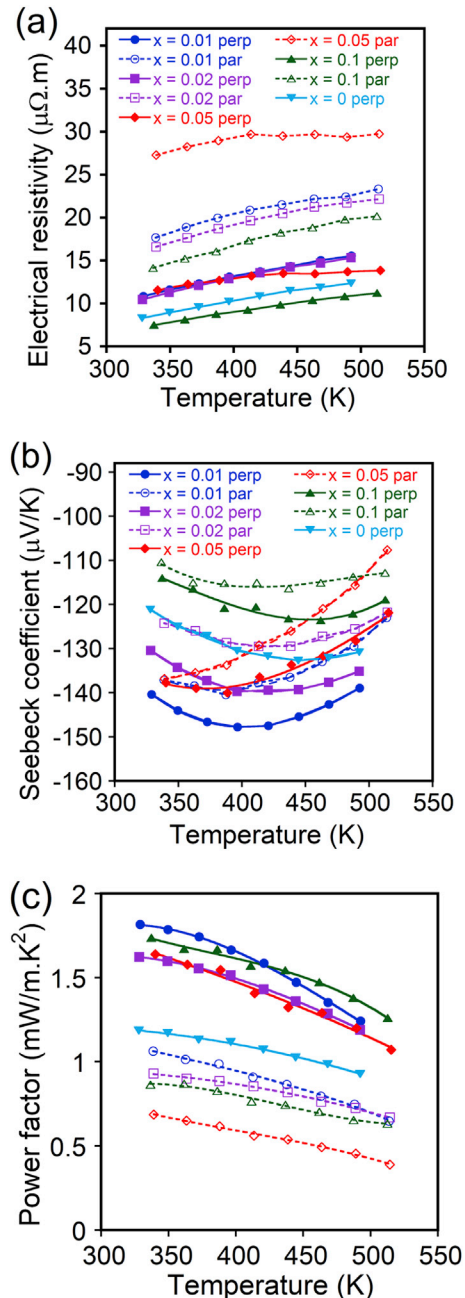 (a)
45
40
35
30
25
20
15
10
5
x = 0.01 perp
x = 0.01 par
x = 0.02 perp
x = 0.02 par
x = 0.05 perp
x = 0.05 par
x = 0.1 perp
x = 0.1 par
x = 0 perp
Electrical resistivity (µΩ.m)
300 350 400 450 500 550
Temperature (K)
(b)
-90
-100
-110
-120
-130
-140
-150
-160
x = 0.01 perp
x = 0.01 par
x = 0.02 perp
x = 0.02 par
x = 0.05 perp
x = 0.05 par
x = 0.1 perp
x = 0.1 par
x = 0 perp
Seebeck coefficient (µV/K)
300 350 400 450 500 550
Temperature (K)
(c)
2
1.5
1
0.5
0
Power factor (mW/m.K²)
300 350 400 450 500 550
Temperature (K)